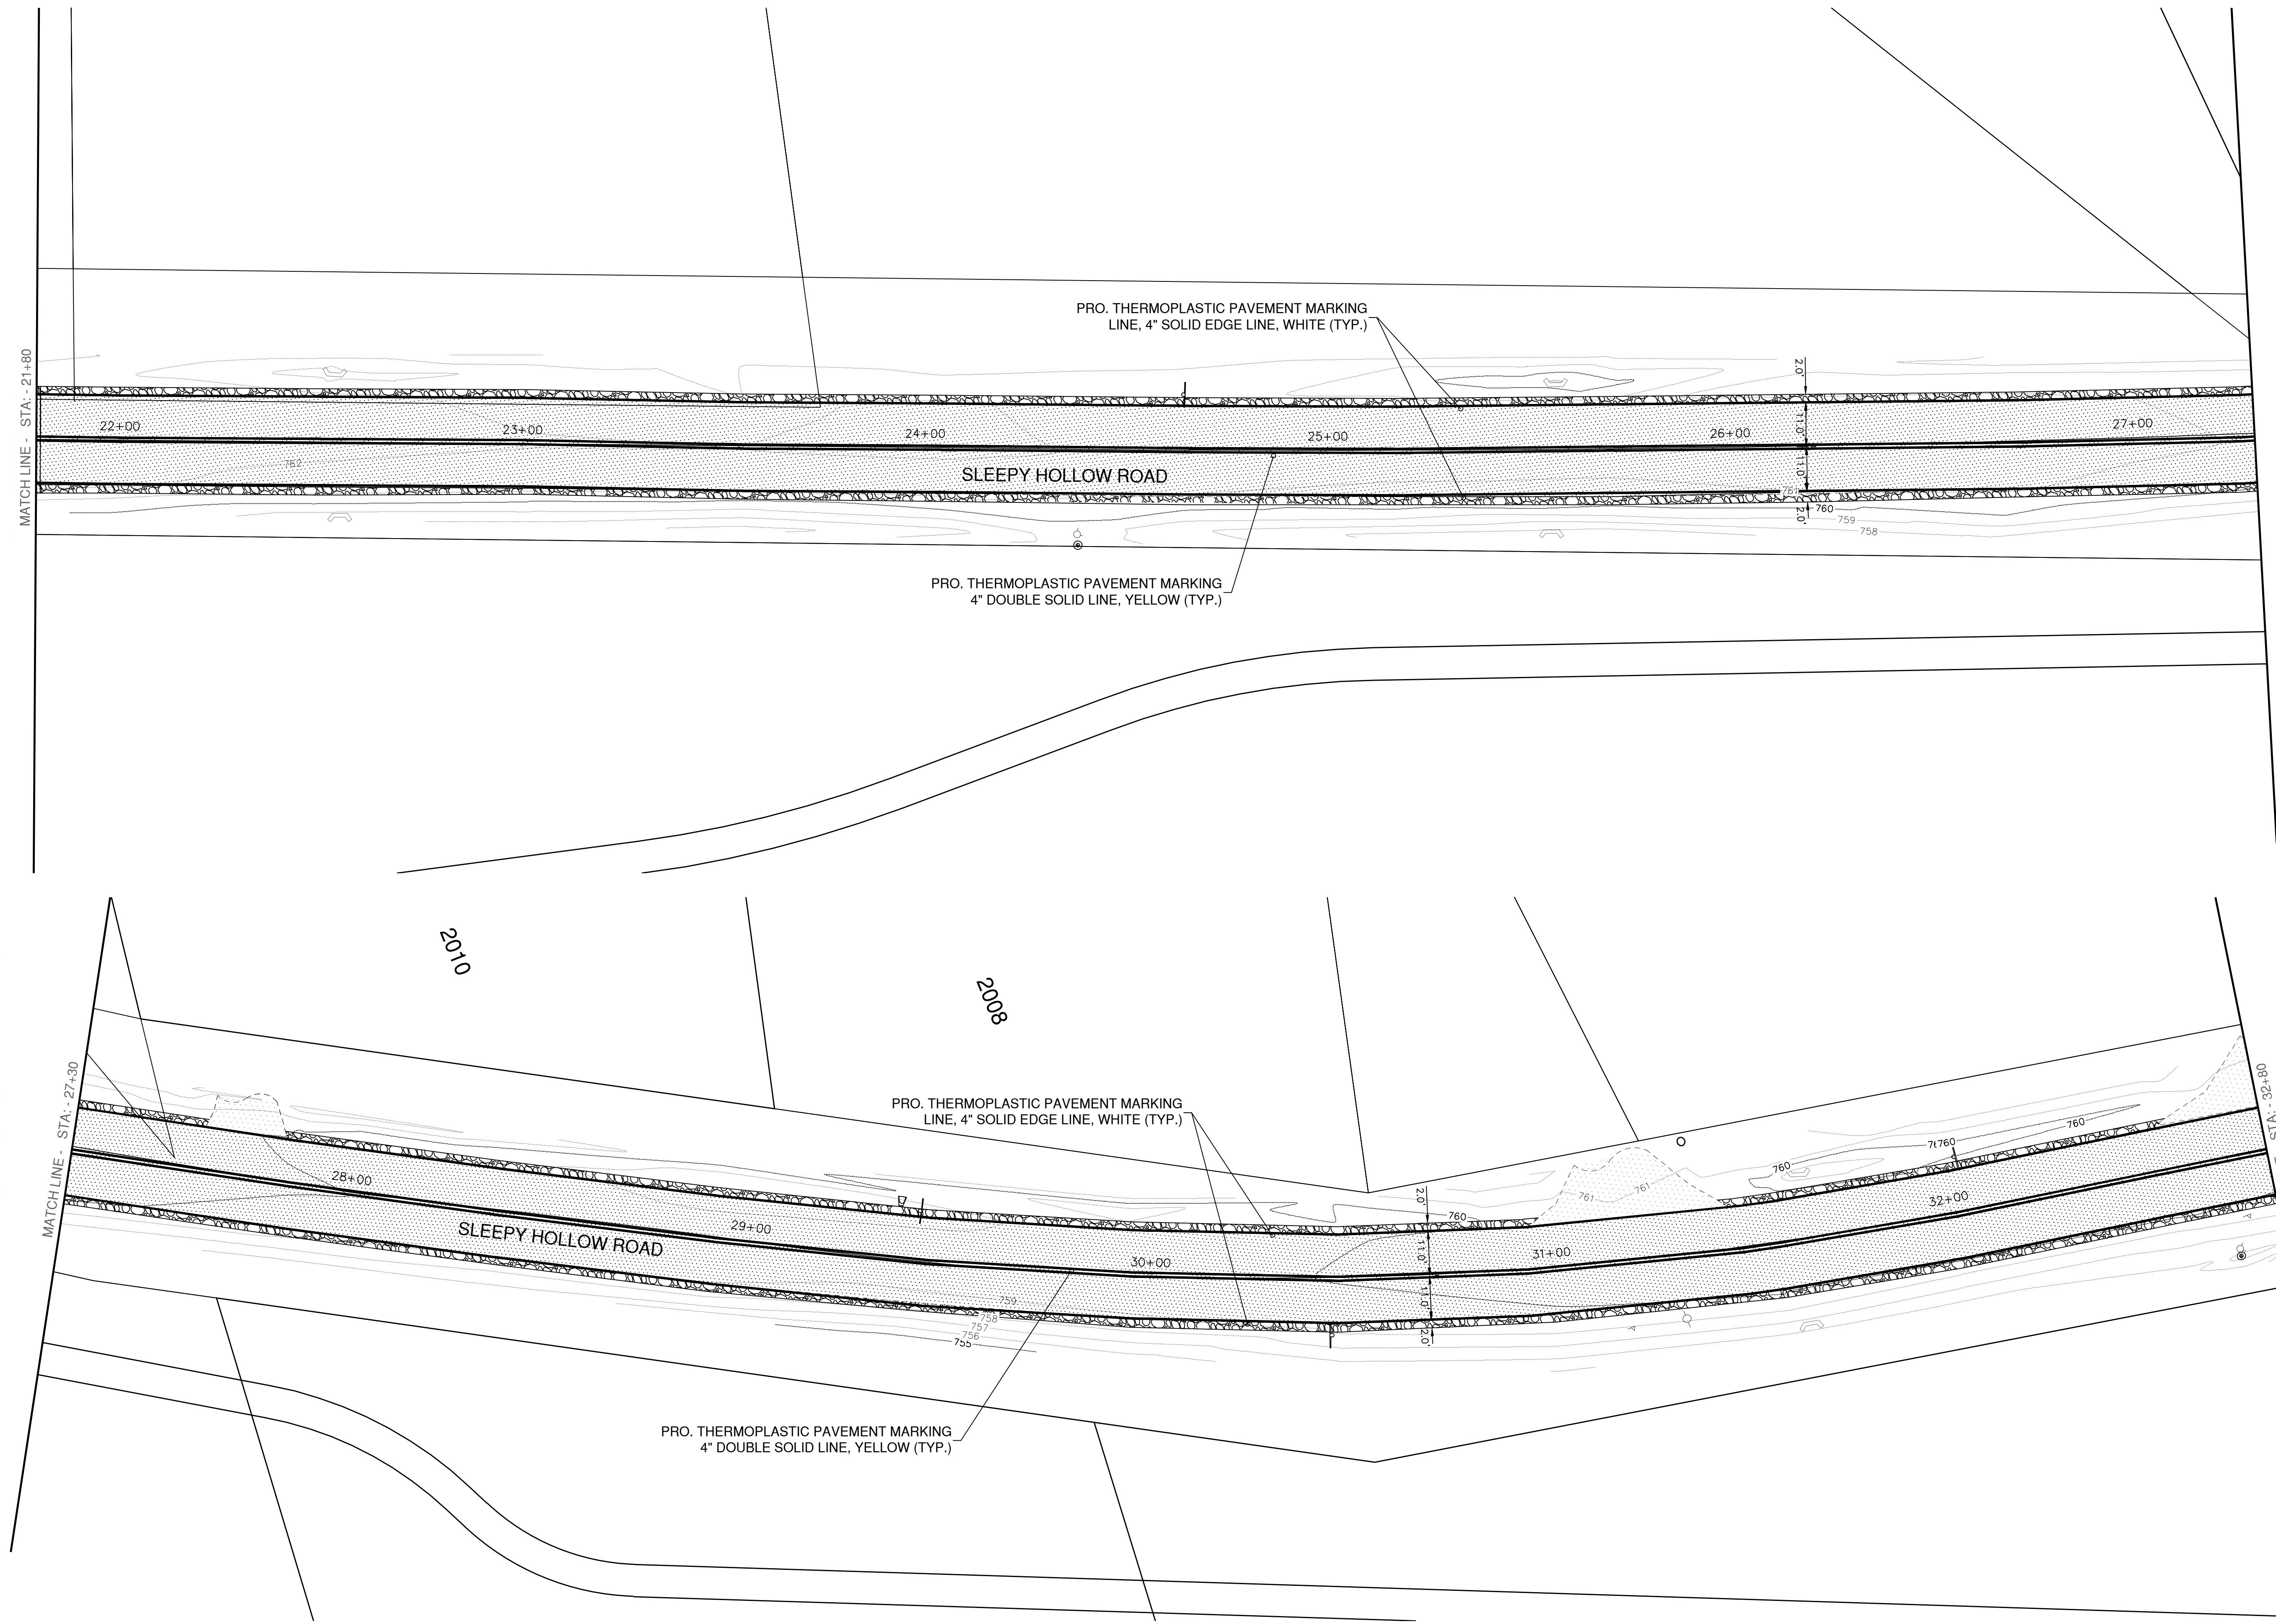 PRO. THERMOPLASTIC PAVEMENT MARKING
LINE, 4" SOLID EDGE LINE, WHITE (TYP.)
MATCH LINE - STA: - 21+80
2.0'
11.0'
11.0'
2.0'
22+00
23+00
24+00
25+00
26+00
27+00
762
SLEEPY HOLLOW ROAD
761
760
759
758
PRO. THERMOPLASTIC PAVEMENT MARKING
4" DOUBLE SOLID LINE, YELLOW (TYP.)
2010
2008
MATCH LINE - STA: - 27+30
PRO. THERMOPLASTIC PAVEMENT MARKING
LINE, 4" SOLID EDGE LINE, WHITE (TYP.)
STA: - 32+80
760
760
760
761
761
760
2.0'
11.0'
11.0'
2.0'
28+00
29+00
30+00
31+00
32+00
SLEEPY HOLLOW ROAD
759
758
757
756
755
PRO. THERMOPLASTIC PAVEMENT MARKING
4" DOUBLE SOLID LINE, YELLOW (TYP.)